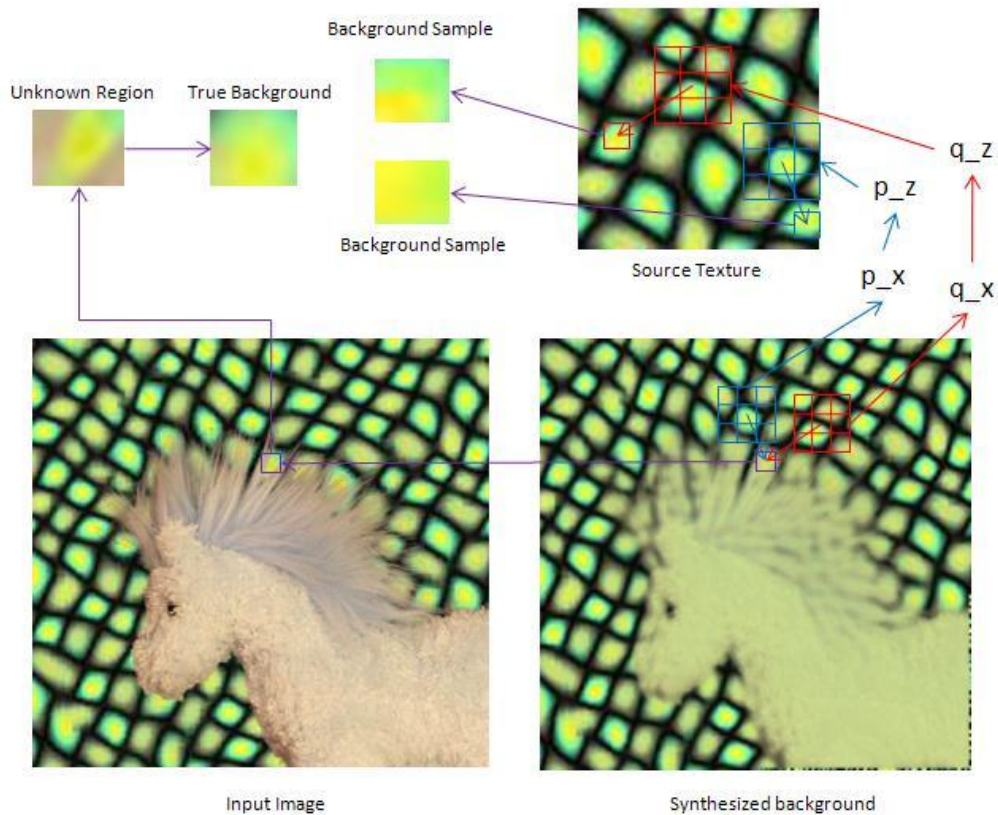 Background Sample
Unknown Region
True Background
Background Sample
Source Texture
q_z
p_z
p_x
q_x
Input Image
Synthesized background